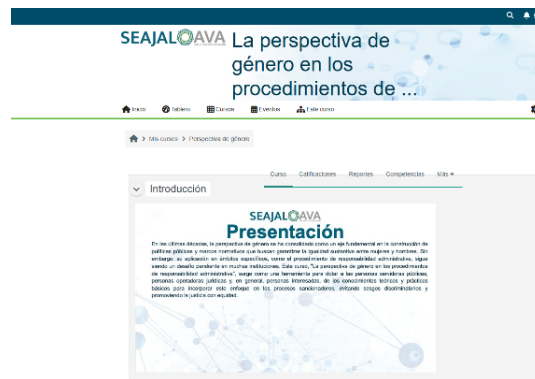 SEAJAL AVA
La perspectiva de
género en los
procedimientos de ...
Inicio Tablero Cursos Eventos Este curso
Mis cursos > Perspectiva de género
Curso Calificaciones Reportes Competencias Más
Introducción
SEAJAL AVA
Presentación
En las últimas décadas, la perspectiva de género se ha consolidado como un eje fundamental en la construcción de
políticas públicas y marcos normativos que buscan garantizar la igualdad sustantiva entre mujeres y hombres. Sin
embargo, su aplicación en ámbitos específicos, como el procedimiento de responsabilidad administrativa, sigue
siendo un desafío pendiente en muchas instituciones. Este curso, "La perspectiva de género en los procedimientos
de responsabilidad administrativa", surge como una herramienta para dotar a las personas servidoras públicas,
personas operadoras jurídicas y, en general, personas interesadas, de los conocimientos teóricos y prácticos
básicos para incorporar este enfoque en los procesos sancionadores, evitando sesgos discriminatorios y
promoviendo la justicia con equidad.